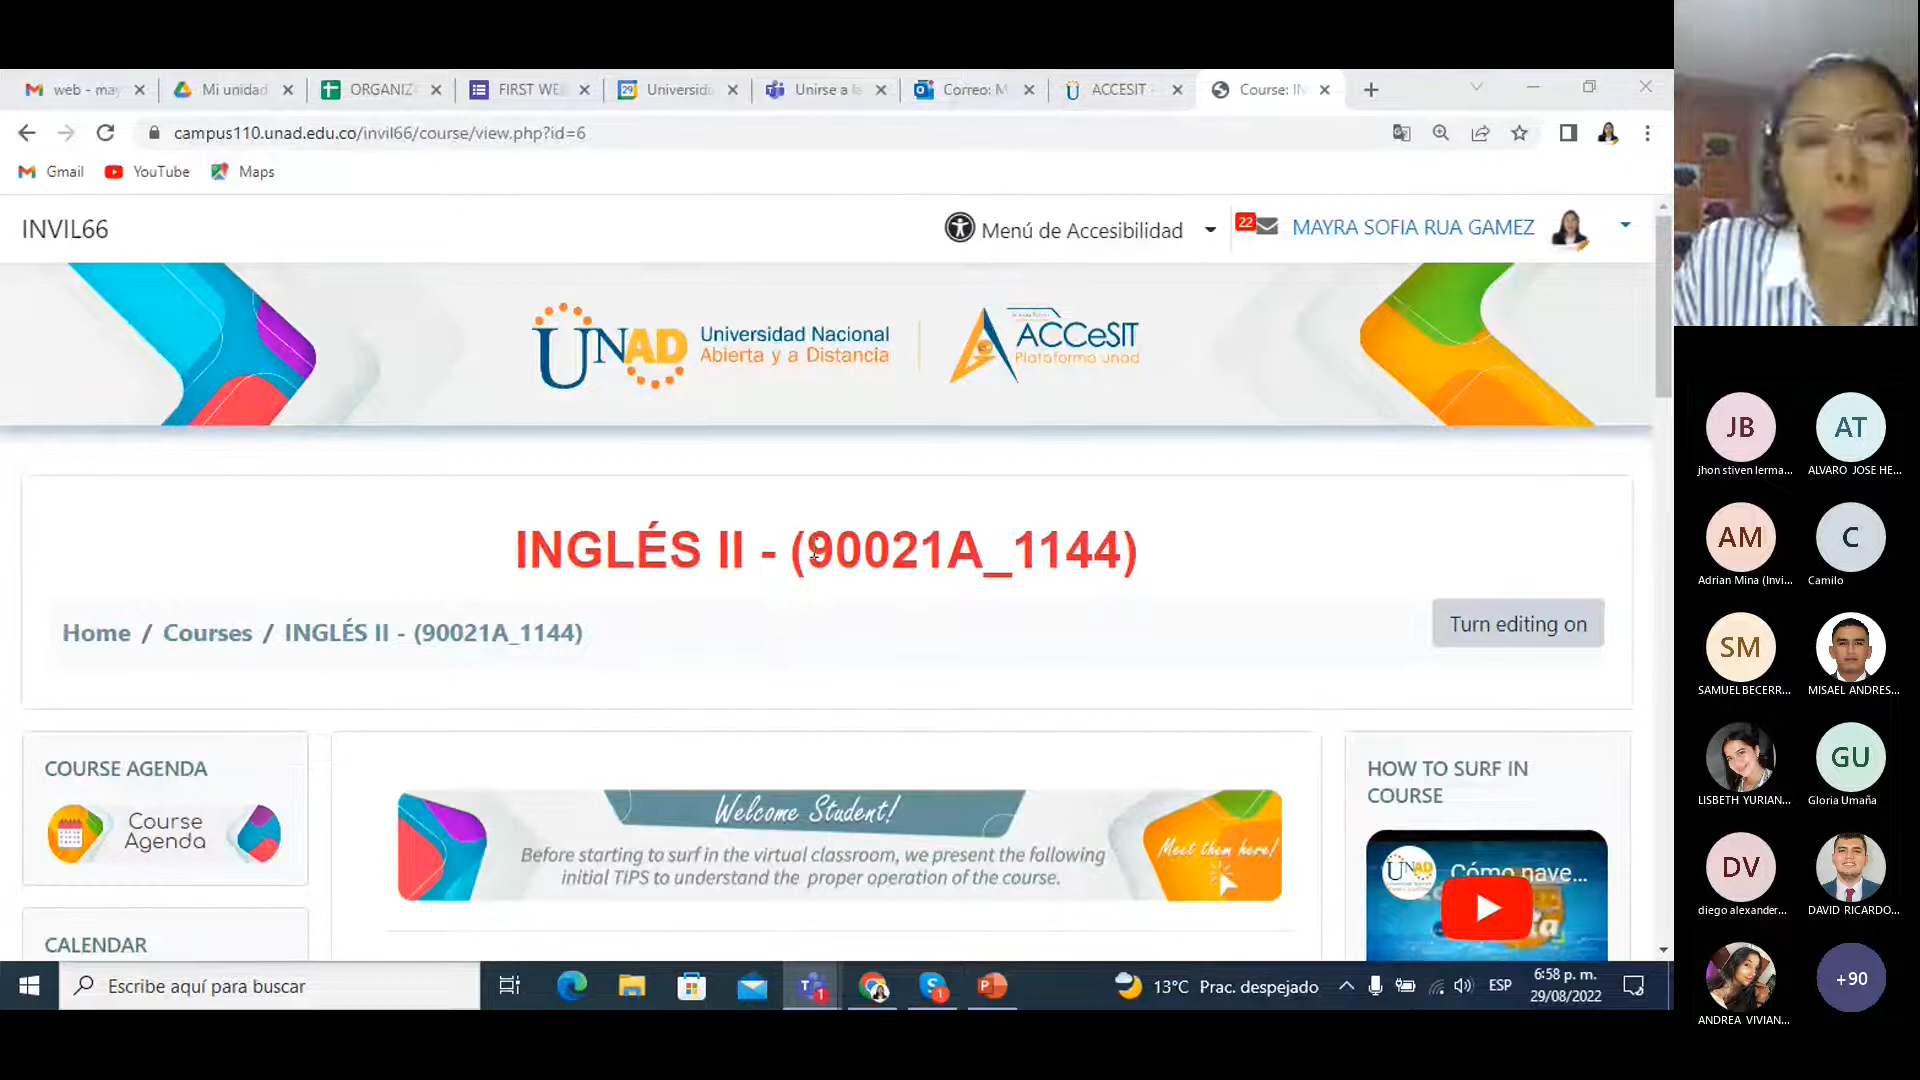 web - may
Mi unidad
ORGANIZ
FIRST WE
Universida
Unirse a la
Correo: M
ACCESIT
Course: IN
campus110.unad.edu.co/invil66/course/view.php?id=6
Gmail
YouTube
Maps
INVIL66
Menú de Accesibilidad
22
MAYRA SOFIA RUA GAMEZ
UNAD
Universidad Nacional
Abierta y a Distancia
ACCeSIT
Plataforma Unad
INGLÉS II - (90021A_1144)
Home / Courses / INGLÉS II - (90021A_1144)
Turn editing on
COURSE AGENDA
Course
Agenda
CALENDAR
Welcome Student!
Before starting to surf in the virtual classroom, we present the following
initial TIPS to understand the proper operation of the course.
Meet them here!
HOW TO SURF IN
COURSE
UNAD
Cómo nave...
Escribe aquí para buscar
1
1
13°C Prac. despejado
ESP
6:58 p. m.
29/08/2022
JB
jhon stiven lerma...
AT
ALVARO JOSE HE...
AM
Adrian Mina (Invi...
C
Camilo
SM
SAMUEL BECERR...
MISAEL ANDRES...
LISBETH YURIAN...
GU
Gloria Umaña
DV
diego alexander...
DAVID RICARDO...
ANDREA VIVIAN...
+90